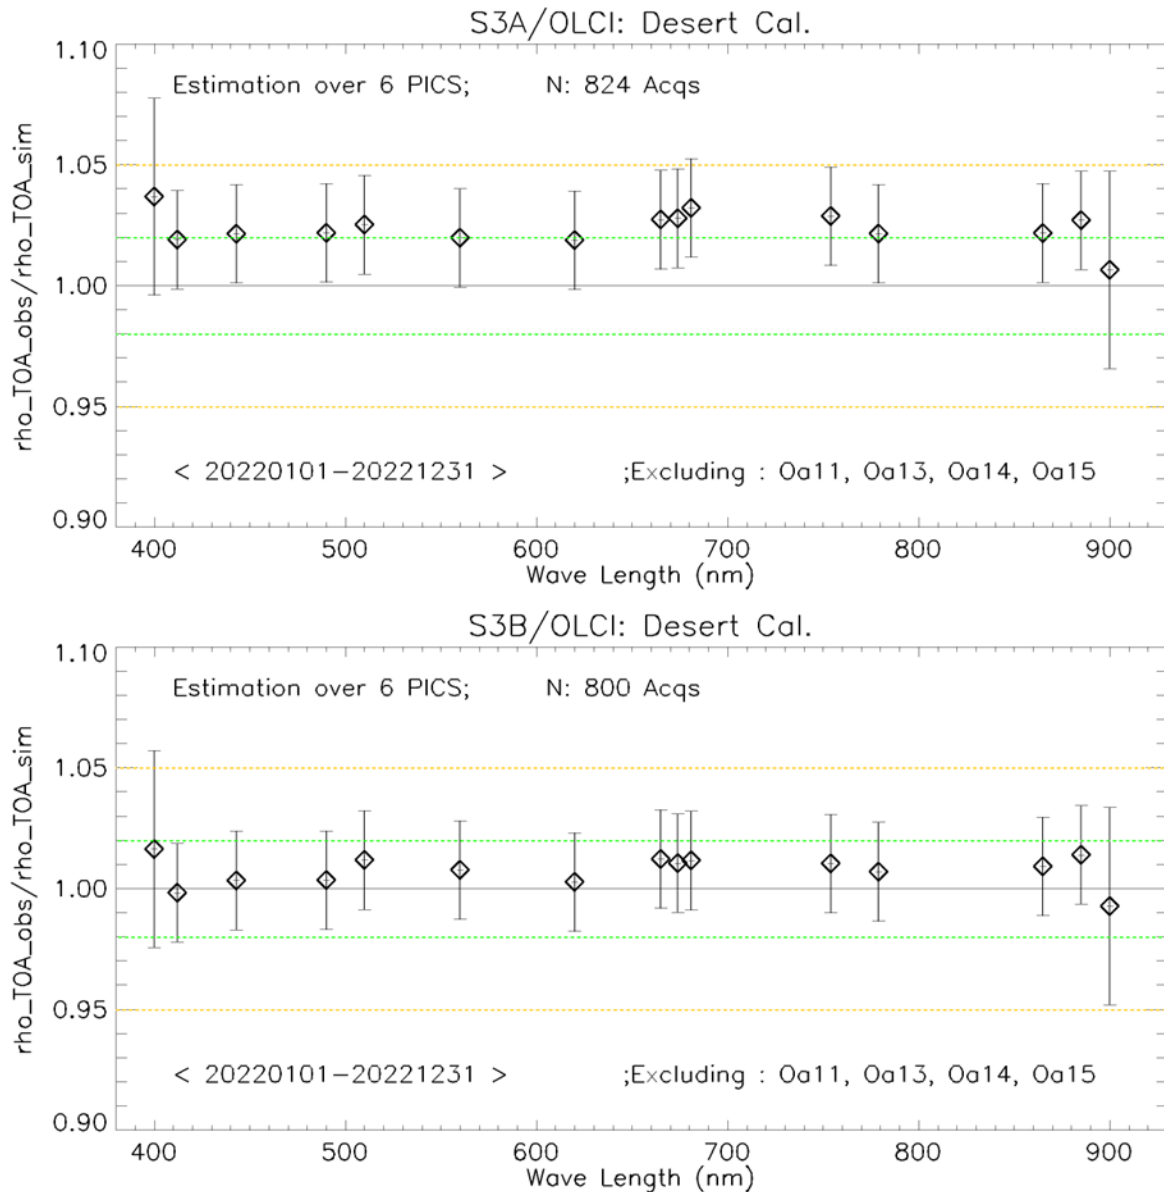 S3A/OLCI: Desert Cal.
1.10
Estimation over 6 PICS; N: 824 Acqs
1.05
1.00
0.95
< 20220101-20221231 > ;Excluding : Oa11, Oa13, Oa14, Oa15
0.90
rho_TOA_obs/rho_TOA_sim
400 500 600 700 800 900
Wave Length (nm)
S3B/OLCI: Desert Cal.
1.10
Estimation over 6 PICS; N: 800 Acqs
1.05
1.00
0.95
< 20220101-20221231 > ;Excluding : Oa11, Oa13, Oa14, Oa15
0.90
rho_TOA_obs/rho_TOA_sim
400 500 600 700 800 900
Wave Length (nm)